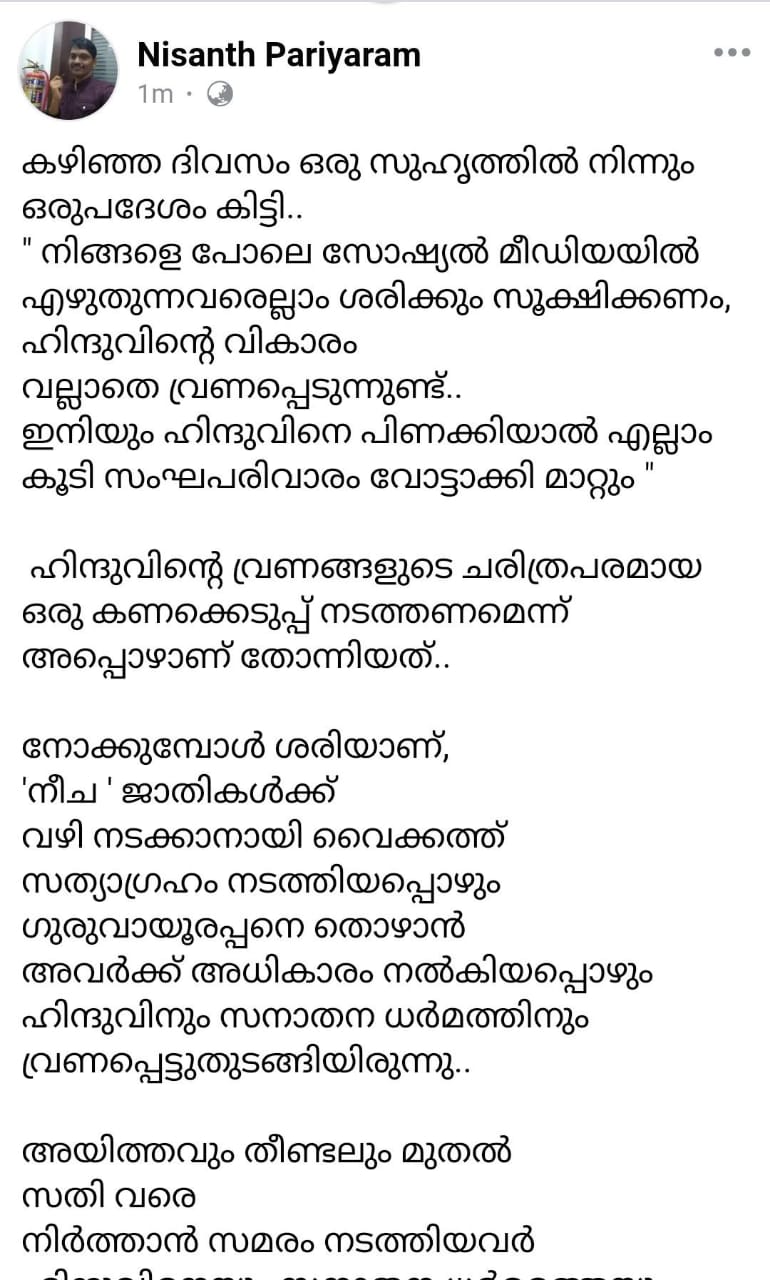 Nisanth Pariyaram
1m ·
കഴിഞ്ഞ ദിവസം ഒരു സുഹൃത്തിൽ നിന്നും
ഒരുപദേശം കിട്ടി..
" നിങ്ങളെ പോലെ സോഷ്യൽ മീഡിയയിൽ
എഴുതുന്നവരെല്ലാം ശരിക്കും സൂക്ഷിക്കണം,
ഹിന്ദുവിന്റെ വികാരം
വല്ലാതെ വ്രണപ്പെടുന്നുണ്ട്..
ഇനിയും ഹിന്ദുവിനെ പിണക്കിയാൽ എല്ലാം
കൂടി സംഘപരിവാരം വോട്ടാക്കി മാറ്റും "
ഹിന്ദുവിന്റെ വ്രണങ്ങളുടെ ചരിത്രപരമായ
ഒരു കണക്കെടുപ്പ് നടത്തണമെന്ന്
അപ്പൊഴാണ് തോന്നിയത്..
നോക്കുമ്പോൾ ശരിയാണ്,
'നീച ' ജാതികൾക്ക്
വഴി നടക്കാനായി വൈക്കത്ത്
സത്യാഗ്രഹം നടത്തിയപ്പൊഴും
ഗുരുവായൂരപ്പനെ തൊഴാൻ
അവർക്ക് അധികാരം നൽകിയപ്പൊഴും
ഹിന്ദുവിനും സനാതന ധർമത്തിനും
വ്രണപ്പെട്ടുതുടങ്ങിയിരുന്നു..
അയിത്തവും തീണ്ടലും മുതൽ
സതി വരെ
നിർത്താൻ സമരം നടത്തിയവർ